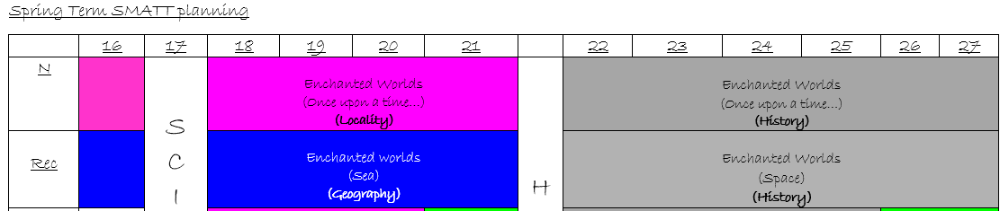 Spring Term SMATT planning
16 17 18 19 20 21 22 23 24 25 26 27
N
Enchanted Worlds
(Once upon a time...)
(Locality)
Enchanted Worlds
(Once upon a time...)
(History)
S
C
I
H
Rec
Enchanted worlds
(Sea)
(Geography)
Enchanted Worlds
(Space)
(History)